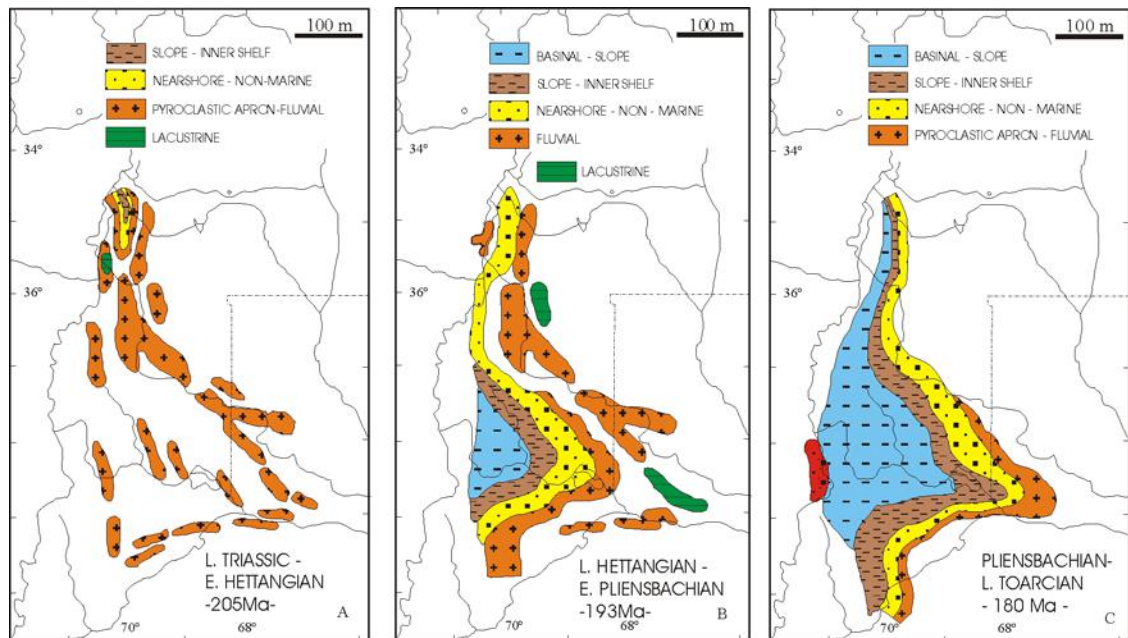 100 m
SLOPE - INNER SHELF
NEARSHORE - NON-MARINE
PYROCLASTIC APRON-FLUVIAL
LACUSTRINE
34°
36°
L. TRIASSIC -
E. HETTANGIAN
-205Ma-
A
70°
68°
100 m
BASINAL - SLOPE
SLOPE - INNER SHELF
NEARSHORE - NON - MARINE
FLUVIAL
LACUSTRINE
34°
36°
L. HETTANGIAN -
E. PLIENSBACHIAN
-193Ma-
B
70°
68°
100 m
BASINAL - SLOPE
SLOPE - INNER SHELF
NEARSHORE - NON - MARINE
PYROCLASTIC APRON - FLUVIAL
34°
36°
PLIENSBACHIAN-
L. TOARCIAN
- 180 Ma -
C
70°
68°